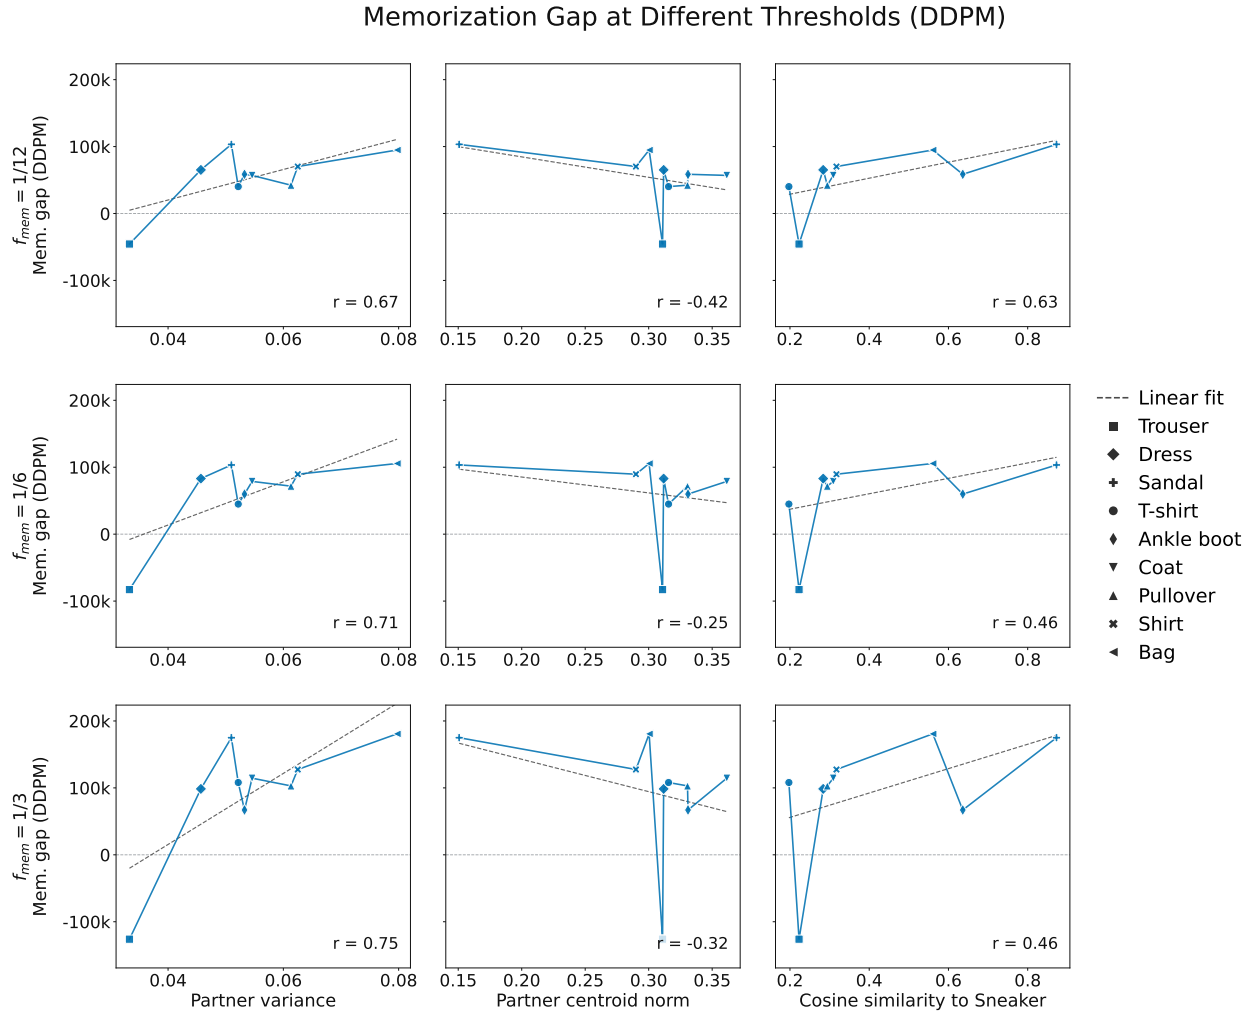 Memorization Gap at Different Thresholds (DDPM)
f_mem = 1/12
Mem. gap (DDPM)
200k
100k
0
-100k
r = 0.67
0.04 0.06 0.08
r = -0.42
0.15 0.20 0.25 0.30 0.35
r = 0.63
0.2 0.4 0.6 0.8
f_mem = 1/6
Mem. gap (DDPM)
200k
100k
0
-100k
r = 0.71
0.04 0.06 0.08
r = -0.25
0.15 0.20 0.25 0.30 0.35
r = 0.46
0.2 0.4 0.6 0.8
Linear fit
Trouser
Dress
Sandal
T-shirt
Ankle boot
Coat
Pullover
Shirt
Bag
f_mem = 1/3
Mem. gap (DDPM)
200k
100k
0
-100k
r = 0.75
0.04 0.06 0.08
Partner variance
r = -0.32
0.15 0.20 0.25 0.30 0.35
Partner centroid norm
r = 0.46
0.2 0.4 0.6 0.8
Cosine similarity to Sneaker